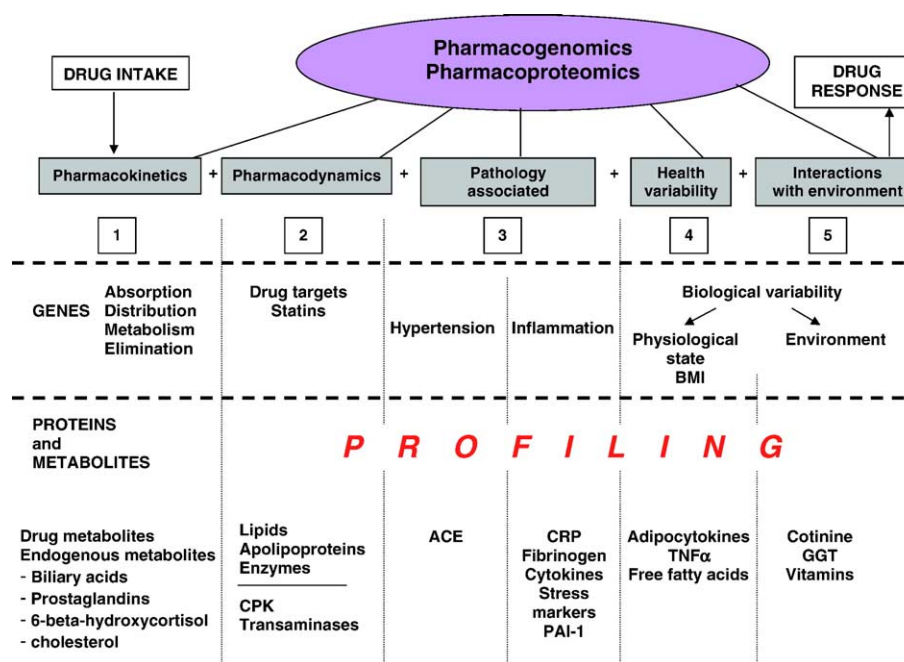 Pharmacogenomics
Pharmacoproteomics
DRUG INTAKE
DRUG
RESPONSE
Pharmacokinetics + Pharmacodynamics + Pathology
associated + Health
variability + Interactions
with environment
1 2 3 4 5
GENES
Absorption
Distribution
Metabolism
Elimination
Drug targets
Statins
Hypertension
Inflammation
Biological variability
Physiological
state
BMI
Environment
PROTEINS
and
METABOLITES
P R O F I L I N G
Drug metabolites
Endogenous metabolites
- Biliary acids
- Prostaglandins
- 6-beta-hydroxycortisol
- cholesterol
Lipids
Apolipoproteins
Enzymes
CPK
Transaminases
ACE
CRP
Fibrinogen
Cytokines
Stress
markers
PAI-1
Adipocytokines
TNFα
Free fatty acids
Cotinine
GGT
Vitamins